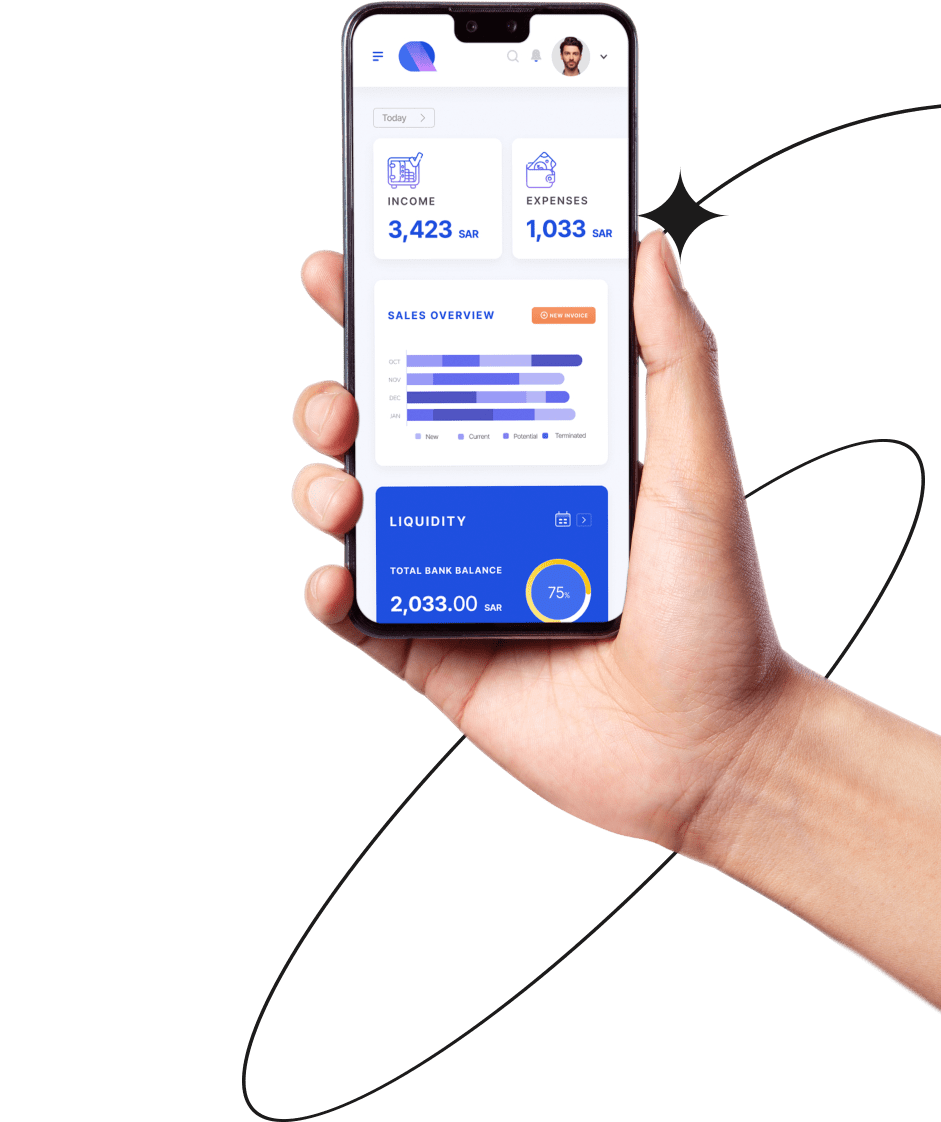 Today
INCOME
3,423 SAR
EXPENSES
1,033 SAR
SALES OVERVIEW
NEW INVOICE
OCT
NOV
DEC
JAN
New Current Potential Terminated
LIQUIDITY
TOTAL BANK BALANCE
2,033.00 SAR
75%